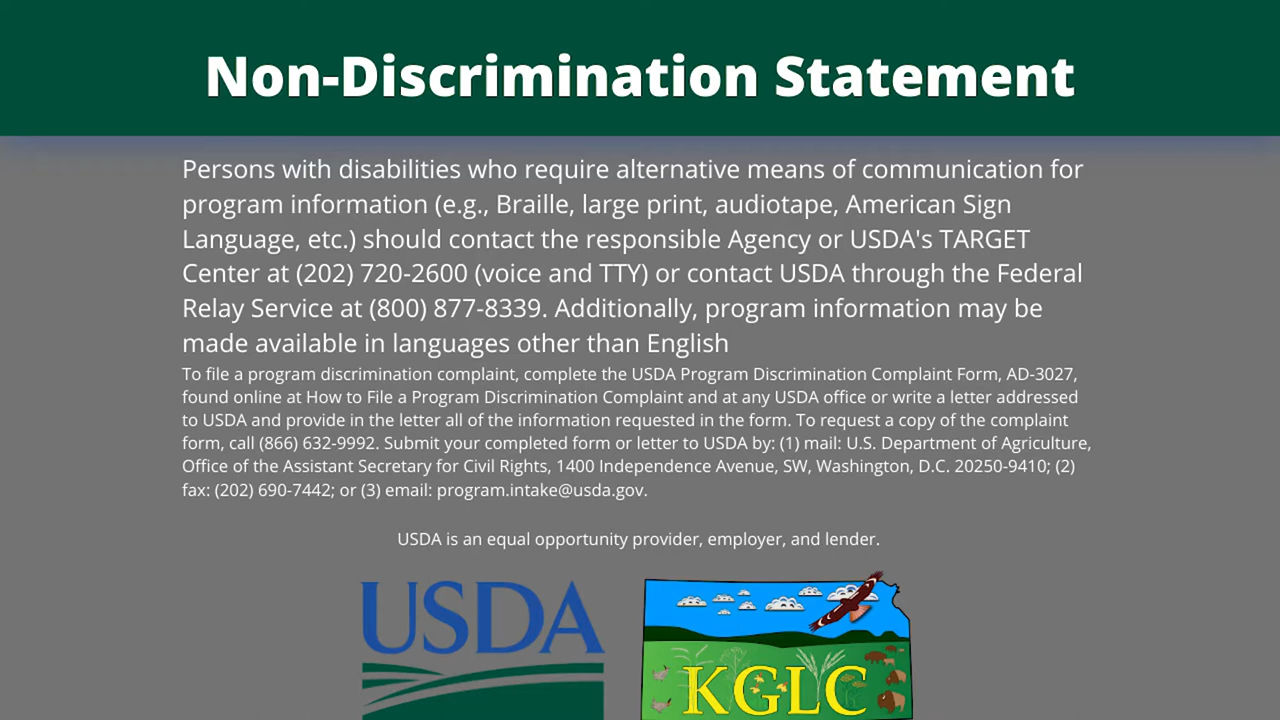 Non-Discrimination Statement
Persons with disabilities who require alternative means of communication for
program information (e.g., Braille, large print, audiotape, American Sign
Language, etc.) should contact the responsible Agency or USDA's TARGET
Center at (202) 720-2600 (voice and TTY) or contact USDA through the Federal
Relay Service at (800) 877-8339. Additionally, program information may be
made available in languages other than English
To file a program discrimination complaint, complete the USDA Program Discrimination Complaint Form, AD-3027,
found online at How to File a Program Discrimination Complaint and at any USDA office or write a letter addressed
to USDA and provide in the letter all of the information requested in the form. To request a copy of the complaint
form, call (866) 632-9992. Submit your completed form or letter to USDA by: (1) mail: U.S. Department of Agriculture,
Office of the Assistant Secretary for Civil Rights, 1400 Independence Avenue, SW, Washington, D.C. 20250-9410; (2)
fax: (202) 690-7442; or (3) email: program.intake@usda.gov.
USDA is an equal opportunity provider, employer, and lender.
USDA
KGLC